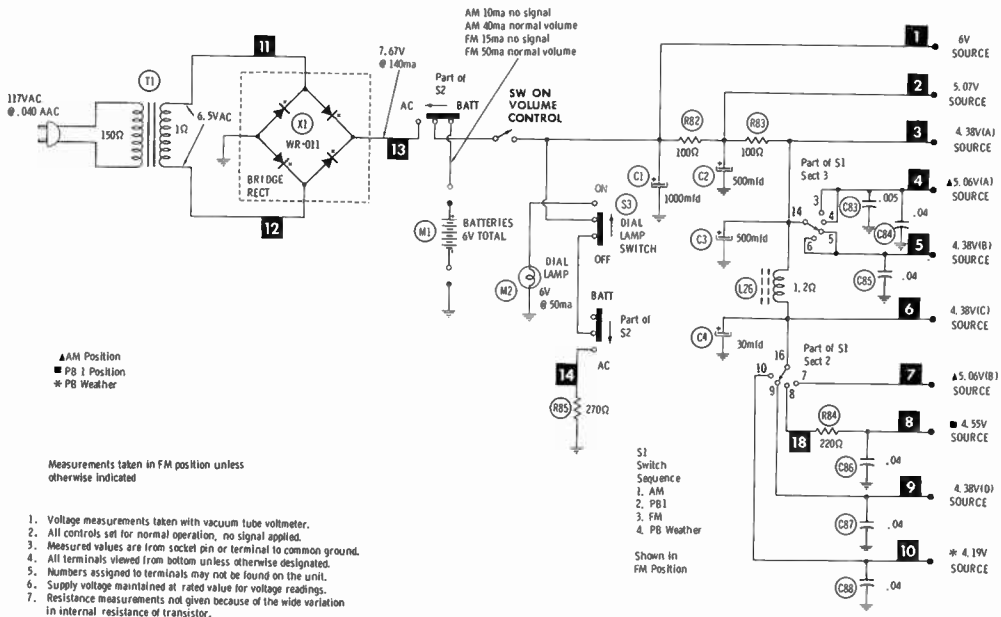 AM 10ma no signal
AM 40ma normal volume
FM 15ma no signal
FM 50ma normal volume
11
1
6V
SOURCE
T1
7.67V
@ 140ma
Part of
S2
2
5.07V
SOURCE
117VAC
@ .040 AAC
6.5VAC
AC
BATT
SW ON
VOLUME
CONTROL
R82
R83
3
4.38V(A)
SOURCE
150Ω
1Ω
X1
WR-011
13
100Ω
100Ω
Part of S1
Sect 3
BRIDGE
RECT
C1
1000mfd
C2
500mfd
4
▲5.06V(A)
SOURCE
12
ON
S3
14
3
4
C83
.005
.04
C84
M1
BATTERIES
6V TOTAL
DIAL
LAMP
SWITCH
C3
500mfd
6
5
5
4.38V(B)
SOURCE
OFF
DIAL
LAMP
M2
6V
@ 50ma
L26
1.2Ω
C85
.04
BATT
Part of
S2
C4
30mfd
6
4.38V(C)
SOURCE
▲AM Position
■ PB 1 Position
* PB Weather
AC
14
16
Part of S1
Sect 2
10
9
8
7
7
▲5.06V(B)
SOURCE
R85
270Ω
18
R84
220Ω
8
■ 4.55V
SOURCE
Measurements taken in FM position unless
otherwise indicated
S1
Switch
Sequence
1. AM
2. PB1
3. FM
4. PB Weather
C86
.04
9
4.38V(D)
SOURCE
C87
.04
Shown in
FM Position
10
* 4.19V
SOURCE
C88
.04
1. Voltage measurements taken with vacuum tube voltmeter.
2. All controls set for normal operation, no signal applied.
3. Measured values are from socket pin or terminal to common ground.
4. All terminals viewed from bottom unless otherwise designated.
5. Numbers assigned to terminals may not be found on the unit.
6. Supply voltage maintained at rated value for voltage readings.
7. Resistance measurements not given because of the wide variation
in internal resistance of transistor.